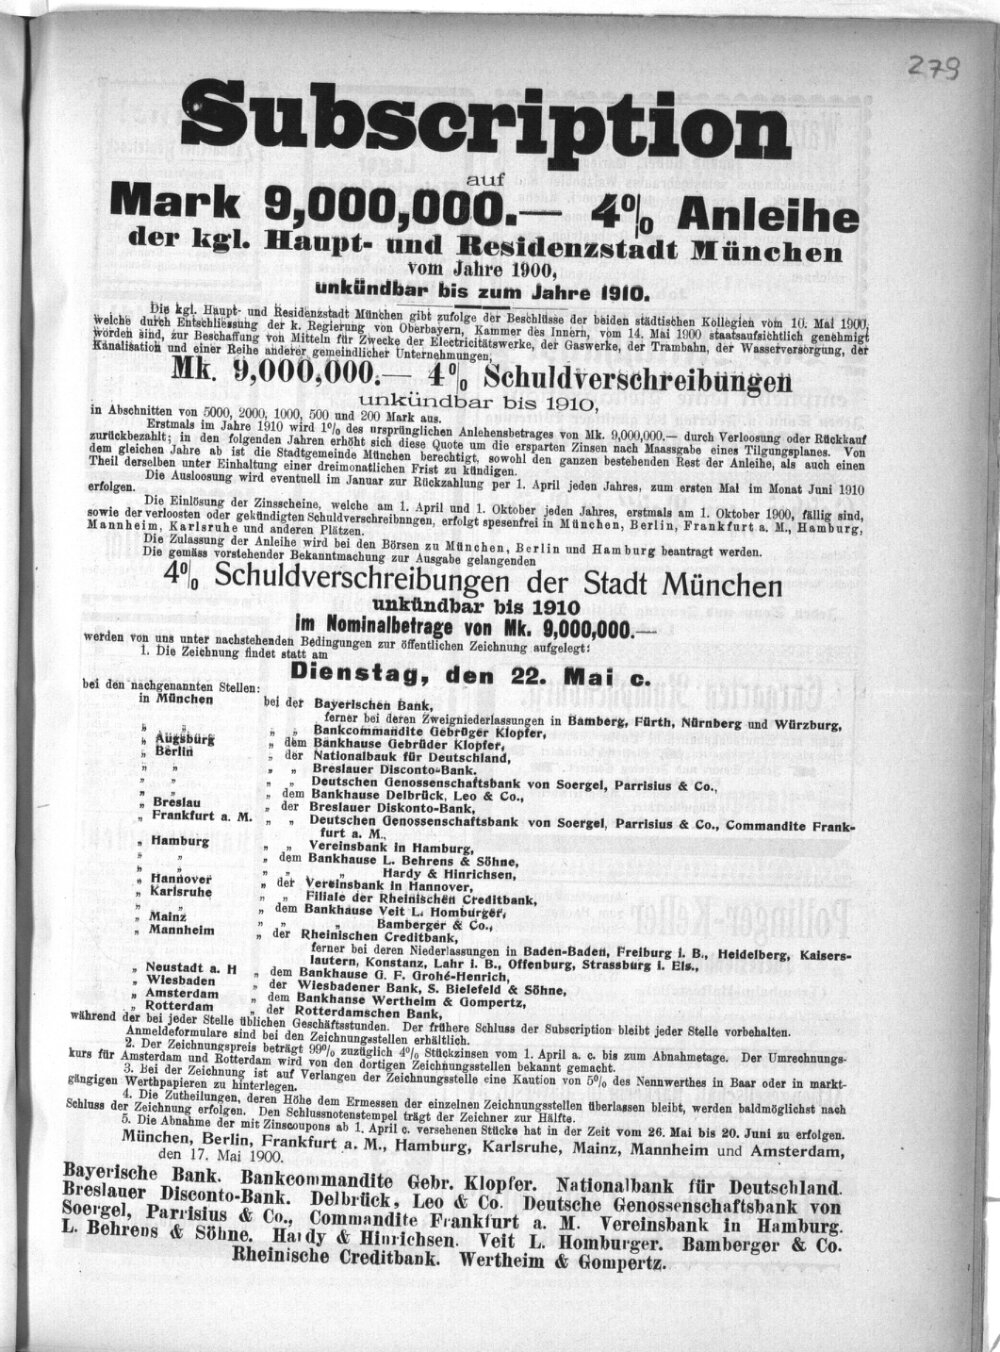 279
Subscription
auf
Mark 9,000,000.— 4% Anleihe
der kgl. Haupt- und Residenzstadt München
vom Jahre 1900,
unkündbar bis zum Jahre 1910.
Die kgl. Haupt- und Residenzstadt München gibt zufolge der Beschlüsse der beiden städtischen Kollegien vom 10. Mai 1900,
welche durch Entschliessung der k. Regierung von Oberbayern, Kammer des Innern, vom 14. Mai 1900 staatsaufsichtlich genehmigt
worden sind, zur Beschaffung von Mitteln für Zwecke der Electricitätswerke, der Gaswerke, der Trambahn, der Wasserversorgung, der
Kanalisation und einer Reihe anderer gemeindlicher Unternehmungen,
Mk. 9,000,000.— 4% Schuldverschreibungen
unkündbar bis 1910,
in Abschnitten von 5000, 2000, 1000, 500 und 200 Mark aus.
Erstmals im Jahre 1910 wird 1% des ursprünglichen Anlehensbetrages von Mk. 9,000,000.— durch Verloosung oder Rückkauf
zurückbezahlt; in den folgenden Jahren erhöht sich diese Quote um die ersparten Zinsen nach Maassgabe eines Tilgungsplanes. Von
dem gleichen Jahre ab ist die Stadtgemeinde München berechtigt, sowohl den ganzen bestehenden Rest der Anleihe, als auch einen
Theil derselben unter Einhaltung einer dreimonatlichen Frist zu kündigen.
Die Ausloosung wird eventuell im Januar zur Rückzahlung per 1. April jeden Jahres, zum ersten Mal im Monat Juni 1910
erfolgen.
Die Einlösung der Zinsscheine, welche am 1. April und 1. Oktober jeden Jahres, erstmals am 1. Oktober 1900, fällig sind,
sowie der verloosten oder gekündigten Schuldverschreibnngen, erfolgt spesenfrei in München, Berlin, Frankfurt a. M., Hamburg,
Mannheim, Karlsruhe und anderen Plätzen.
Die Zulassung der Anleihe wird bei den Börsen zu München, Berlin und Hamburg beantragt werden.
Die gemäss vorstehender Bekanntmachung zur Ausgabe gelangenden
4% Schuldverschreibungen der Stadt München
unkündbar bis 1910
im Nominalbetrage von Mk. 9,000,000.—
werden von uns unter nachstehenden Bedingungen zur öffentlichen Zeichnung aufgelegt:
1. Die Zeichnung findet statt am
Dienstag, den 22. Mai c.
bei den nachgenannten Stellen:
in München bei der Bayerischen Bank,
ferner bei deren Zweigniederlassungen in Bamberg, Fürth, Nürnberg und Würzburg,
„ „ „ „ Bankcommandite Gebrüger Klopfer,
„ Augsburg „ dem Bankhause Gebrüder Klopfer,
„ Berlin „ der Nationalbauk für Deutschland,
„ „ „ „ Breslauer Disconto-Bank.
„ „ „ „ Deutschen Genossenschaftsbank von Soergel, Parrisius & Co.,
„ „ „ dem Bankhause Delbrück, Leo & Co.,
„ Breslau „ der Breslauer Diskonto-Bank,
„ Frankfurt a. M. „ „ Deutschen Genossenschaftsbank von Soergel, Parrisius & Co., Commandite Frank-
furt a. M.,
„ Hamburg „ „ Vereinsbank in Hamburg,
„ „ „ dem Bankhause L. Behrens & Söhne,
„ „ „ „ „ Hardy & Hinrichsen,
„ Hannover „ der Vereinsbank in Hannover,
„ Karlsruhe „ „ Filiale der Rheinischen Creditbank,
„ „ „ dem Bankhause Veit L. Homburger,
„ „ „ „ „ Bamberger & Co.,
„ Mainz
„ Mannheim „ der Rheinischen Creditbank,
ferner bei deren Niederlassungen in Baden-Baden, Freiburg i. B., Heidelberg, Kaisers-
lautern, Konstanz, Lahr i. B., Offenburg, Strassburg i. Els.,
„ Neustadt a. H „ dem Bankhause G. F. Grohé-Henrich,
„ Wiesbaden „ der Wiesbadener Bank, S. Bielefeld & Söhne,
„ Amsterdam „ dem Bankhanse Wertheim & Gompertz,
„ Rotterdam „ der Rotterdamschen Bank,
während der bei jeder Stelle üblichen Geschäftsstunden. Der frühere Schluss der Subscription bleibt jeder Stelle vorbehalten.
Anmeldeformulare sind bei den Zeichnungsstellen erhältlich.
2. Der Zeichnungspreis beträgt 99% zuzüglich 4% Stückzinsen vom 1. April a. c. bis zum Abnahmetage. Der Umrechnungs-
kurs für Amsterdam und Rotterdam wird von den dortigen Zeichnungsstellen bekannt gemacht.
3. Bei der Zeichnung ist auf Verlangen der Zeichnungsstelle eine Kaution von 5% des Nennwerthes in Baar oder in markt-
gängigen Werthpapieren zu hinterlegen.
4. Die Zutheilungen, deren Höhe dem Ermessen der einzelnen Zeichnungsstellen überlassen bleibt, werden baldmöglichst nach
Schluss der Zeichnung erfolgen. Den Schlussnotenstempel trägt der Zeichner zur Hälfte.
5. Die Abnahme der mit Zinscoupons ab 1. April c. versehenen Stücke hat in der Zeit vom 26. Mai bis 20. Juni zu erfolgen.
München, Berlin, Frankfurt a. M., Hamburg, Karlsruhe, Mainz, Mannheim und Amsterdam,
den 17. Mai 1900.
Bayerische Bank. Bankcommandite Gebr. Klopfer. Nationalbank für Deutschland.
Breslauer Disconto-Bank. Delbrück, Leo & Co. Deutsche Genossenschaftsbank von
Soergel, Parrisius & Co., Commandite Frankfurt a. M. Vereinsbank in Hamburg.
L. Behrens & Söhne. Hardy & Hinrichsen. Veit L. Homburger. Bamberger & Co.
Rheinische Creditbank. Wertheim & Gompertz.